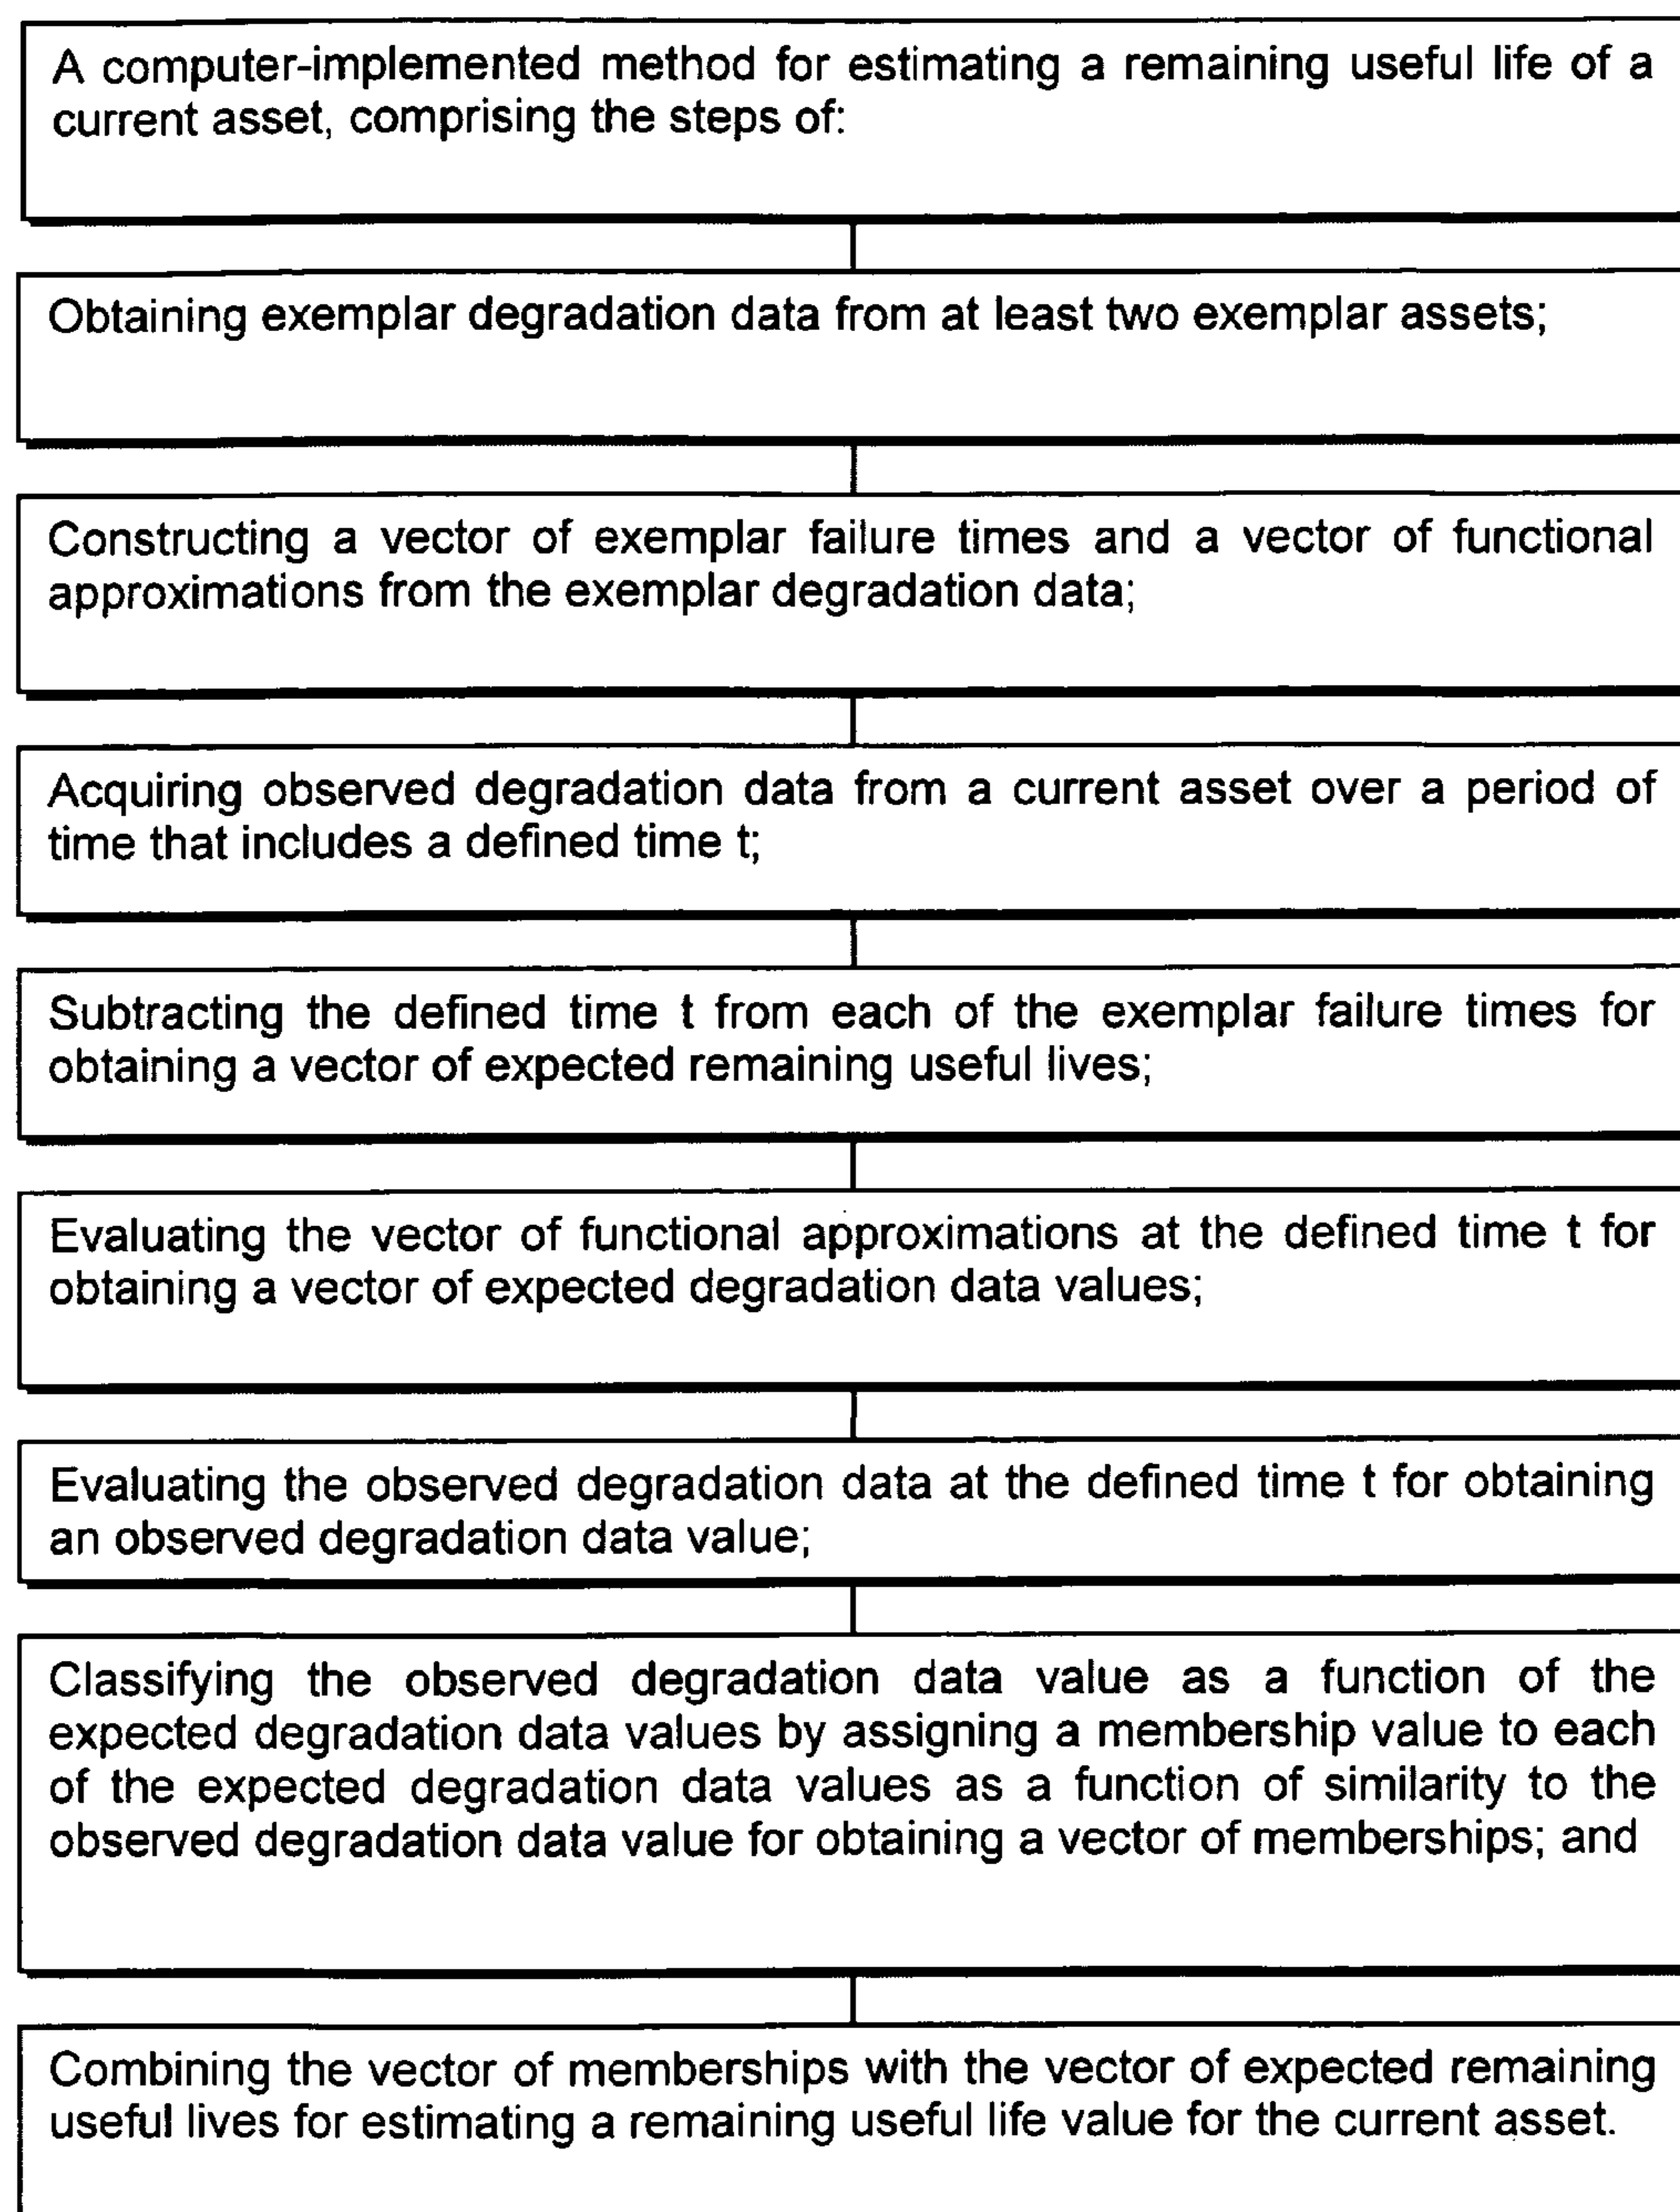 A computer-implemented method for estimating a remaining useful life of a
current asset, comprising the steps of:
Obtaining exemplar degradation data from at least two exemplar assets;
Constructing a vector of exemplar failure times and a vector of functional
approximations from the exemplar degradation data;
Acquiring observed degradation data from a current asset over a period of
time that includes a defined time t;
Subtracting the defined time t from each of the exemplar failure times for
obtaining a vector of expected remaining useful lives;
Evaluating the vector of functional approximations at the defined time t for
obtaining a vector of expected degradation data values;
Evaluating the observed degradation data at the defined time t for obtaining
an observed degradation data value;
Classifying the observed degradation data value as a function of the
expected degradation data values by assigning a membership value to each
of the expected degradation data values as a function of similarity to the
observed degradation data value for obtaining a vector of memberships; and
Combining the vector of memberships with the vector of expected remaining
useful lives for estimating a remaining useful life value for the current asset.